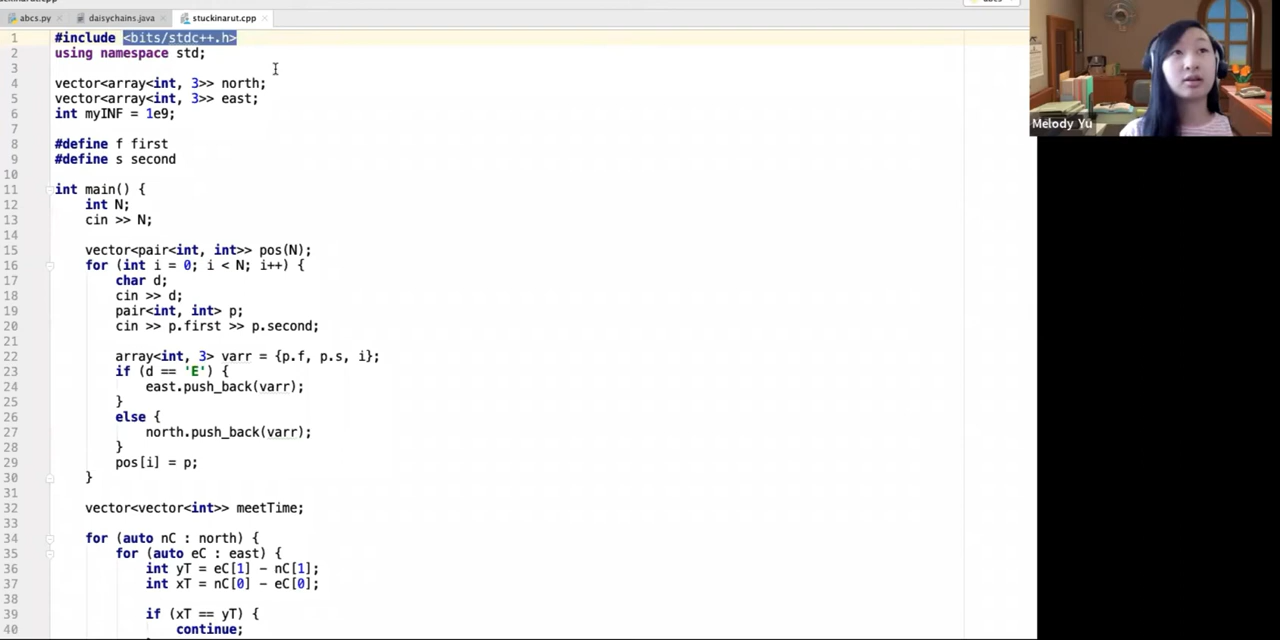 abcs.py
daisychains.java
stuckinarut.cpp
1 #include <bits/stdc++.h>
2 using namespace std;
3
4 vector<array<int, 3>> north;
5 vector<array<int, 3>> east;
6 int myINF = 1e9;
7
8 #define f first
9 #define s second
10
11 int main() {
12 int N;
13 cin >> N;
14
15 vector<pair<int, int>> pos(N);
16 for (int i = 0; i < N; i++) {
17 char d;
18 cin >> d;
19 pair<int, int> p;
20 cin >> p.first >> p.second;
21
22 array<int, 3> varr = {p.f, p.s, i};
23 if (d == 'E') {
24 east.push_back(varr);
25 }
26 else {
27 north.push_back(varr);
28 }
29 pos[i] = p;
30 }
31
32 vector<vector<int>> meetTime;
33
34 for (auto nC : north) {
35 for (auto eC : east) {
36 int yT = eC[1] - nC[1];
37 int xT = nC[0] - eC[0];
38
39 if (xT == yT) {
40 continue;
Melody Yu